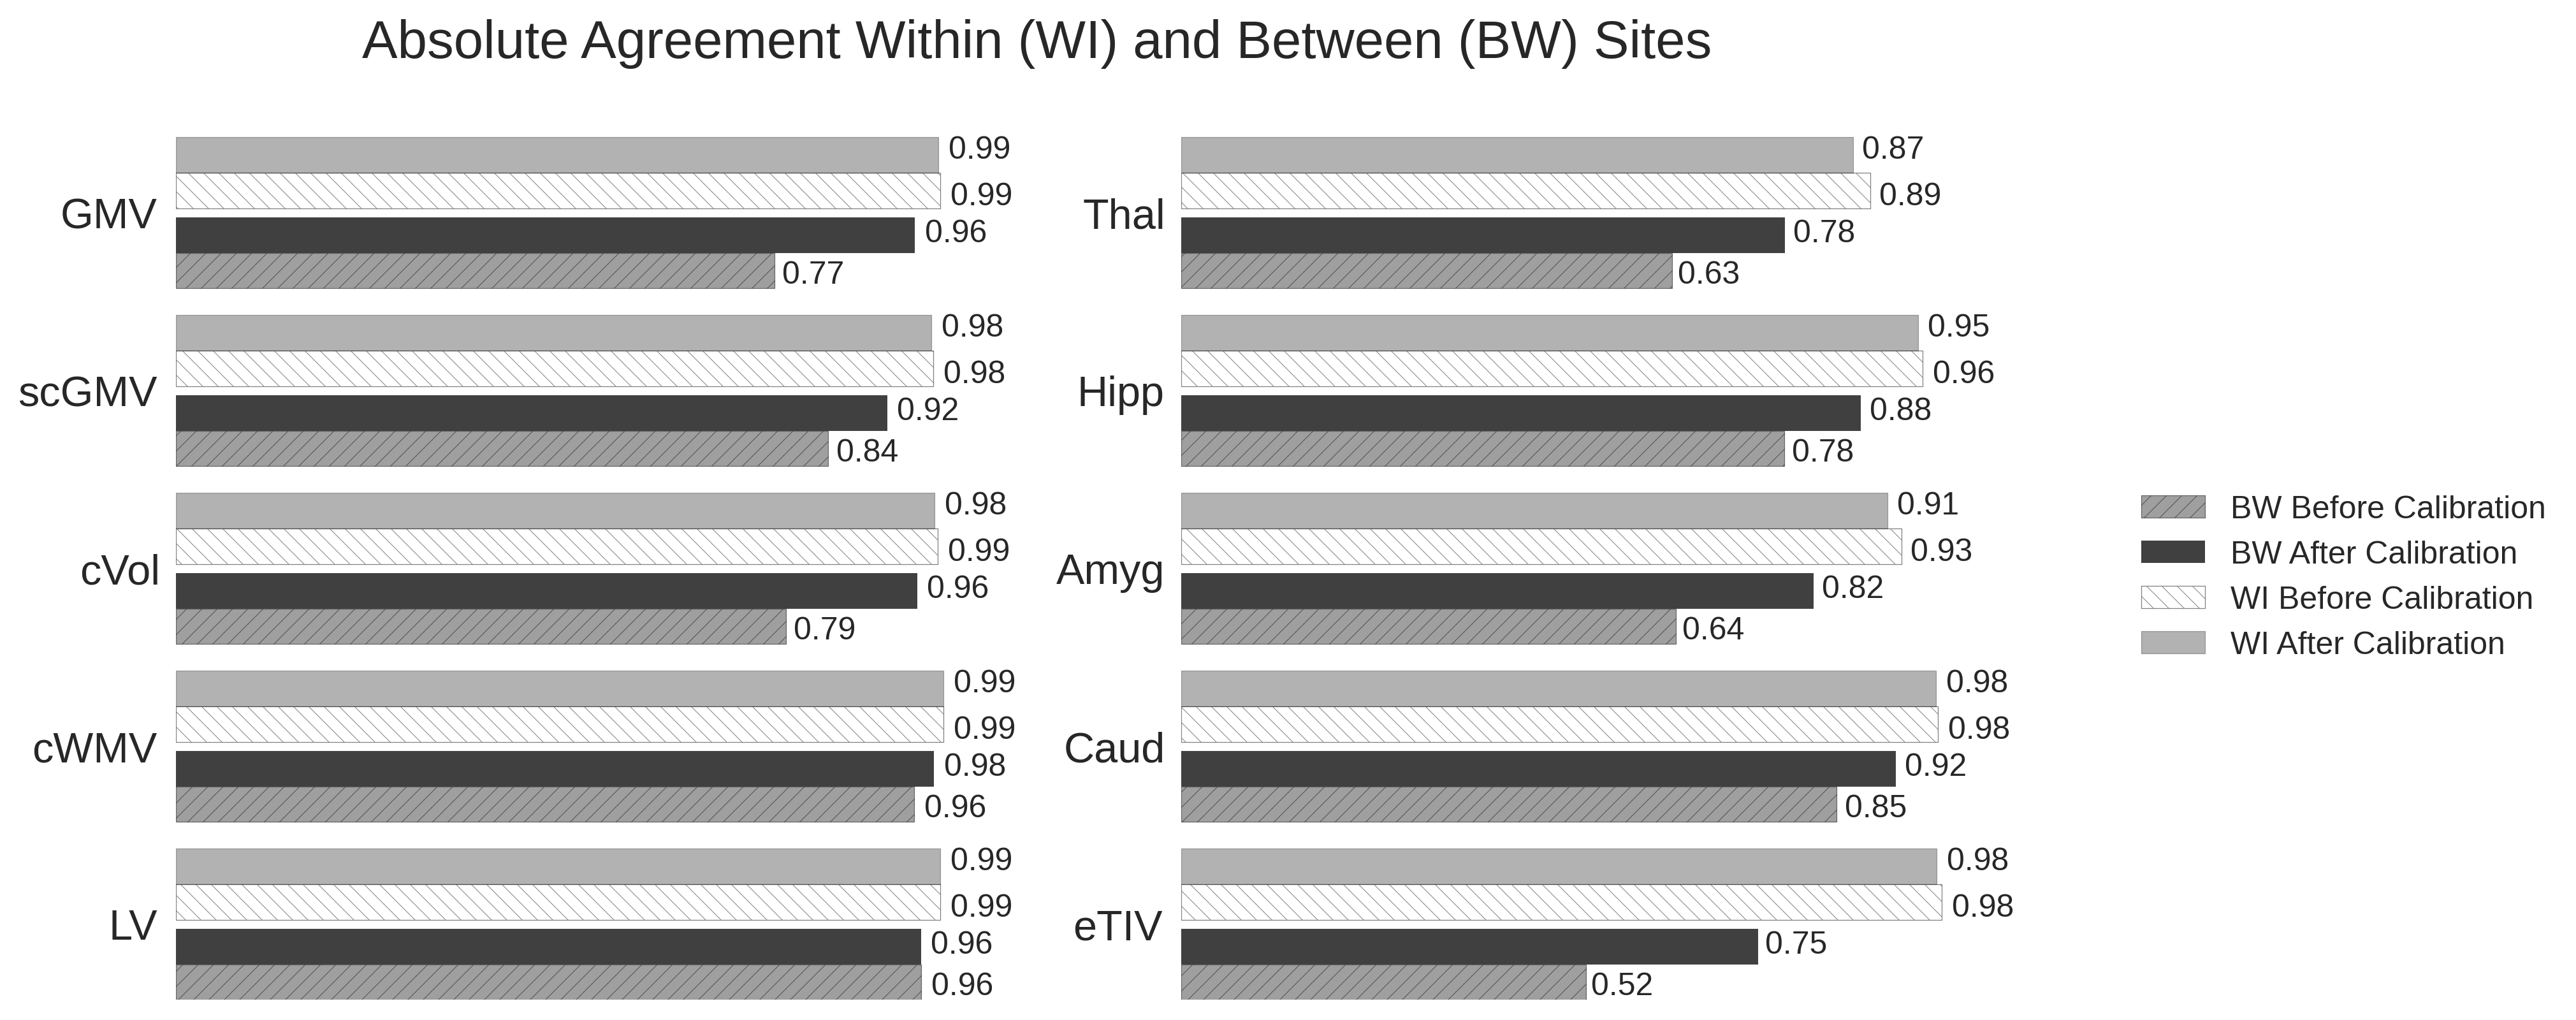 Absolute Agreement Within (WI) and Between (BW) Sites
GMV
0.99
0.99
0.96
0.77
scGMV
0.98
0.98
0.92
0.84
cVol
0.98
0.99
0.96
0.79
cWMV
0.99
0.99
0.98
0.96
LV
0.99
0.99
0.96
0.96
Thal
0.87
0.89
0.78
0.63
Hipp
0.95
0.96
0.88
0.78
Amyg
0.91
0.93
0.82
0.64
Caud
0.98
0.98
0.92
0.85
eTIV
0.98
0.98
0.75
0.52
BW Before Calibration
BW After Calibration
WI Before Calibration
WI After Calibration